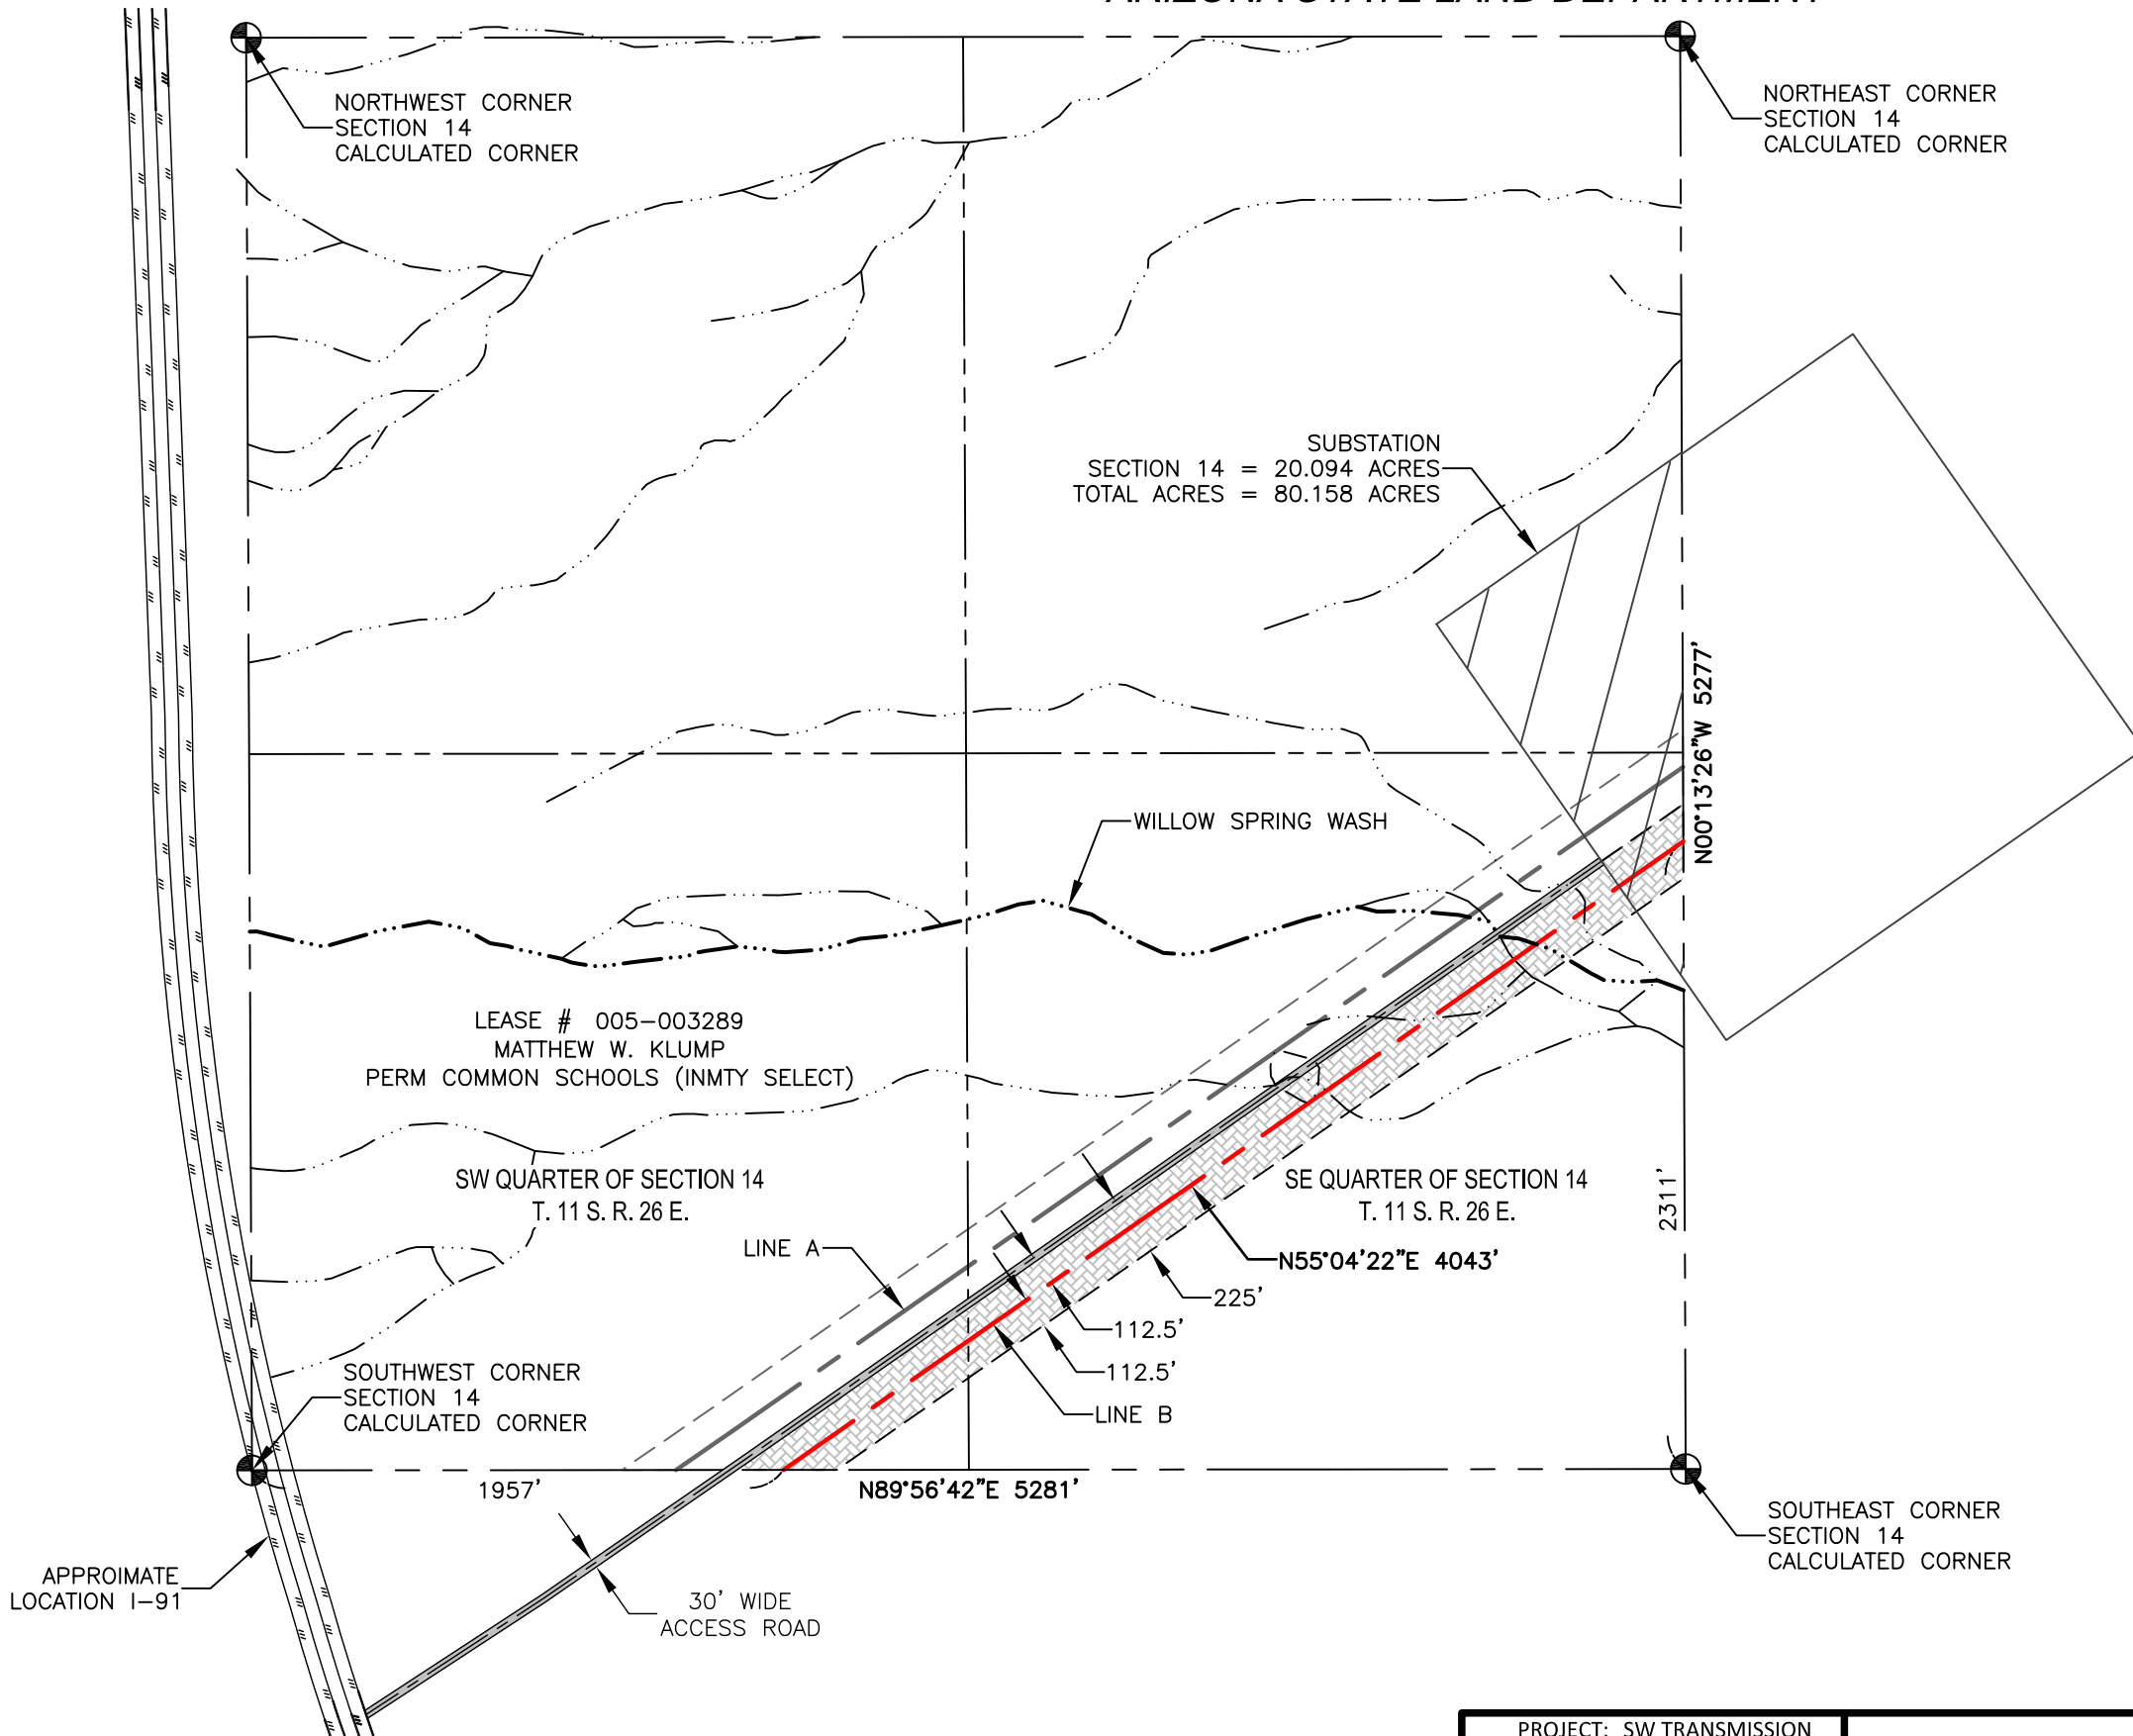 ARIZONA STATE LAND DEPARTMENT
NORTHWEST CORNER
SECTION 14
CALCULATED CORNER
NORTHEAST CORNER
SECTION 14
CALCULATED CORNER
SUBSTATION
SECTION 14 = 20.094 ACRES
TOTAL ACRES = 80.158 ACRES
N00°13'26"W 5277'
WILLOW SPRING WASH
LEASE # 005-003289
MATTHEW W. KLUMP
PERM COMMON SCHOOLS (INMTY SELECT)
SW QUARTER OF SECTION 14
T. 11 S. R. 26 E.
SE QUARTER OF SECTION 14
T. 11 S. R. 26 E.
2311'
LINE A
N55°04'22"E 4043'
225'
112.5'
112.5'
LINE B
SOUTHWEST CORNER
SECTION 14
CALCULATED CORNER
1957'
N89°56'42"E 5281'
SOUTHEAST CORNER
SECTION 14
CALCULATED CORNER
APPROIMATE
LOCATION I-91
30' WIDE
ACCESS ROAD
PROJECT: SW TRANSMISSION